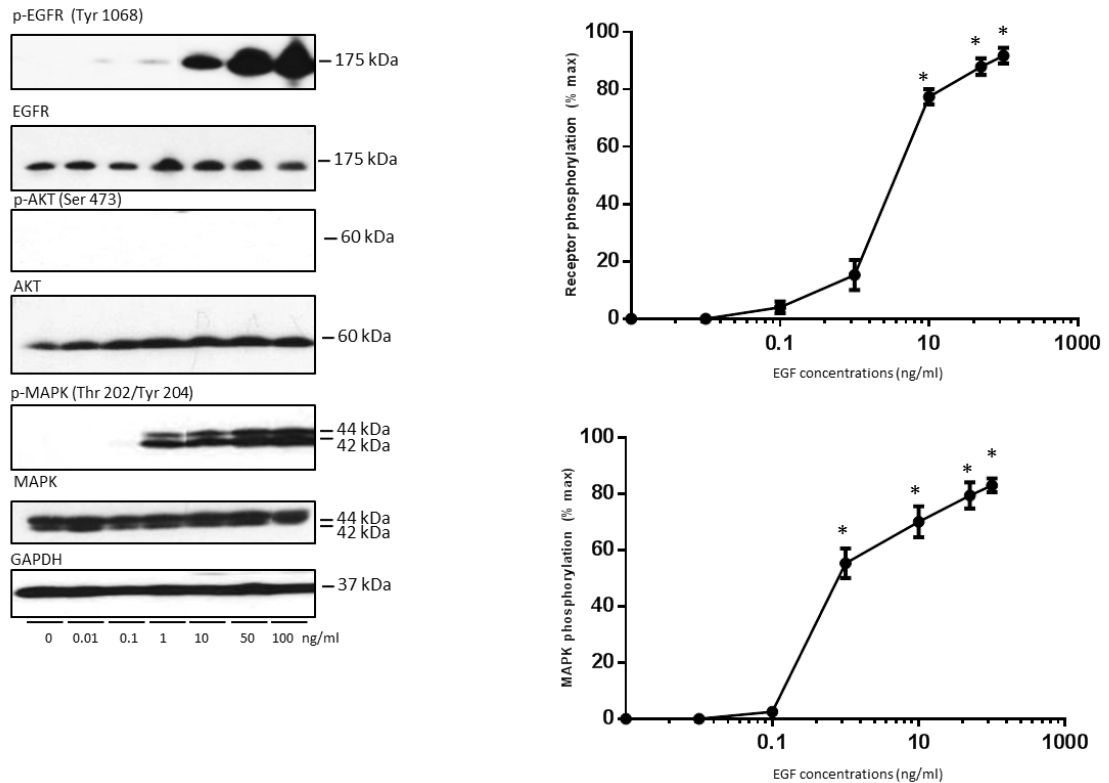 p-EGFR (Tyr 1068)
175 kDa
EGFR
175 kDa
p-AKT (Ser 473)
60 kDa
AKT
60 kDa
p-MAPK (Thr 202/Tyr 204)
44 kDa
42 kDa
MAPK
44 kDa
42 kDa
GAPDH
37 kDa
0 0.01 0.1 1 10 50 100 ng/ml
Receptor phosphorylation (% max)
100
80
60
40
20
0
* * *
0.1 10 1000
EGF concentrations (ng/ml)
MAPK phosphorylation (% max)
100
80
60
40
20
0
* * * *
0.1 10 1000
EGF concentrations (ng/ml)